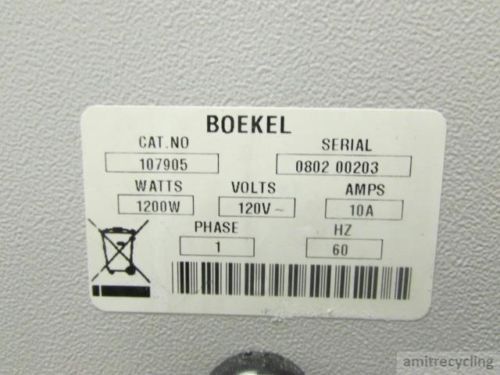 BOEKEL
CAT.NO SERIAL
107905 0802 00203
WATTS VOLTS AMPS
1200W 120V~ 10A
PHASE HZ
1 60
amitrecycling